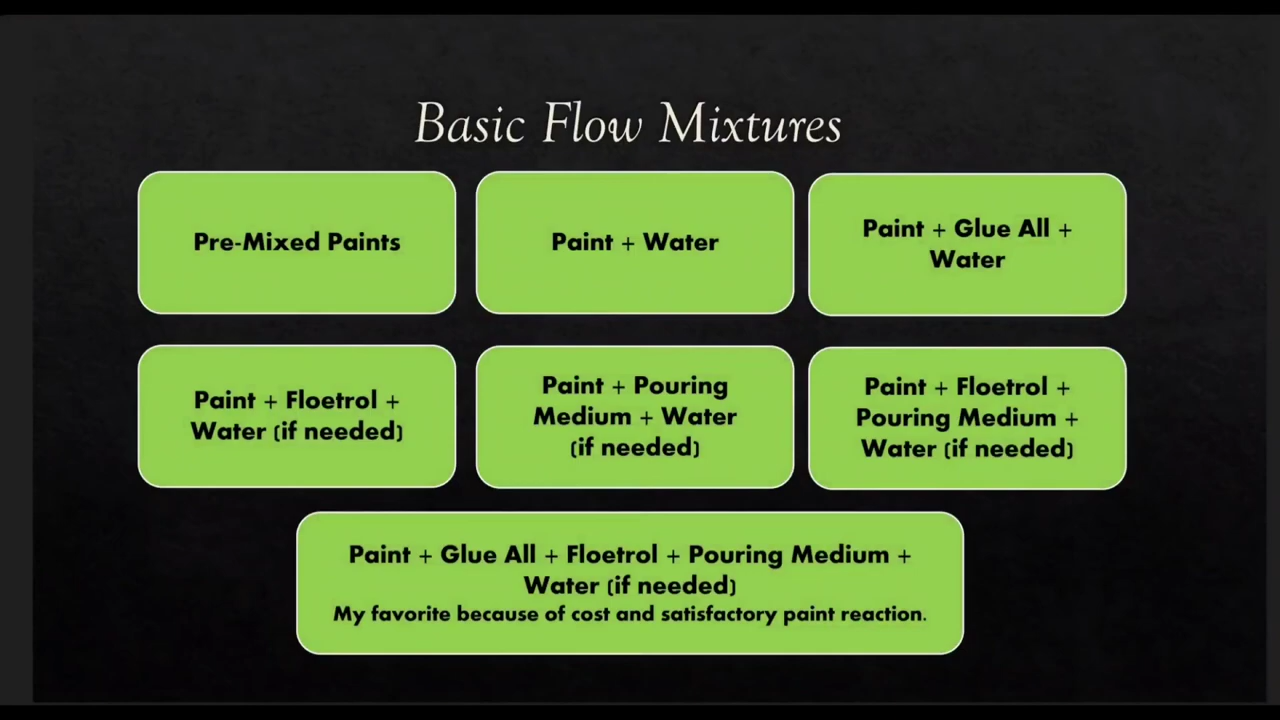 Basic Flow Mixtures
Pre-Mixed Paints
Paint + Water
Paint + Glue All +
Water
Paint + Floetrol +
Water (if needed)
Paint + Pouring
Medium + Water
(if needed)
Paint + Floetrol +
Pouring Medium +
Water (if needed)
Paint + Glue All + Floetrol + Pouring Medium +
Water (if needed)
My favorite because of cost and satisfactory paint reaction.